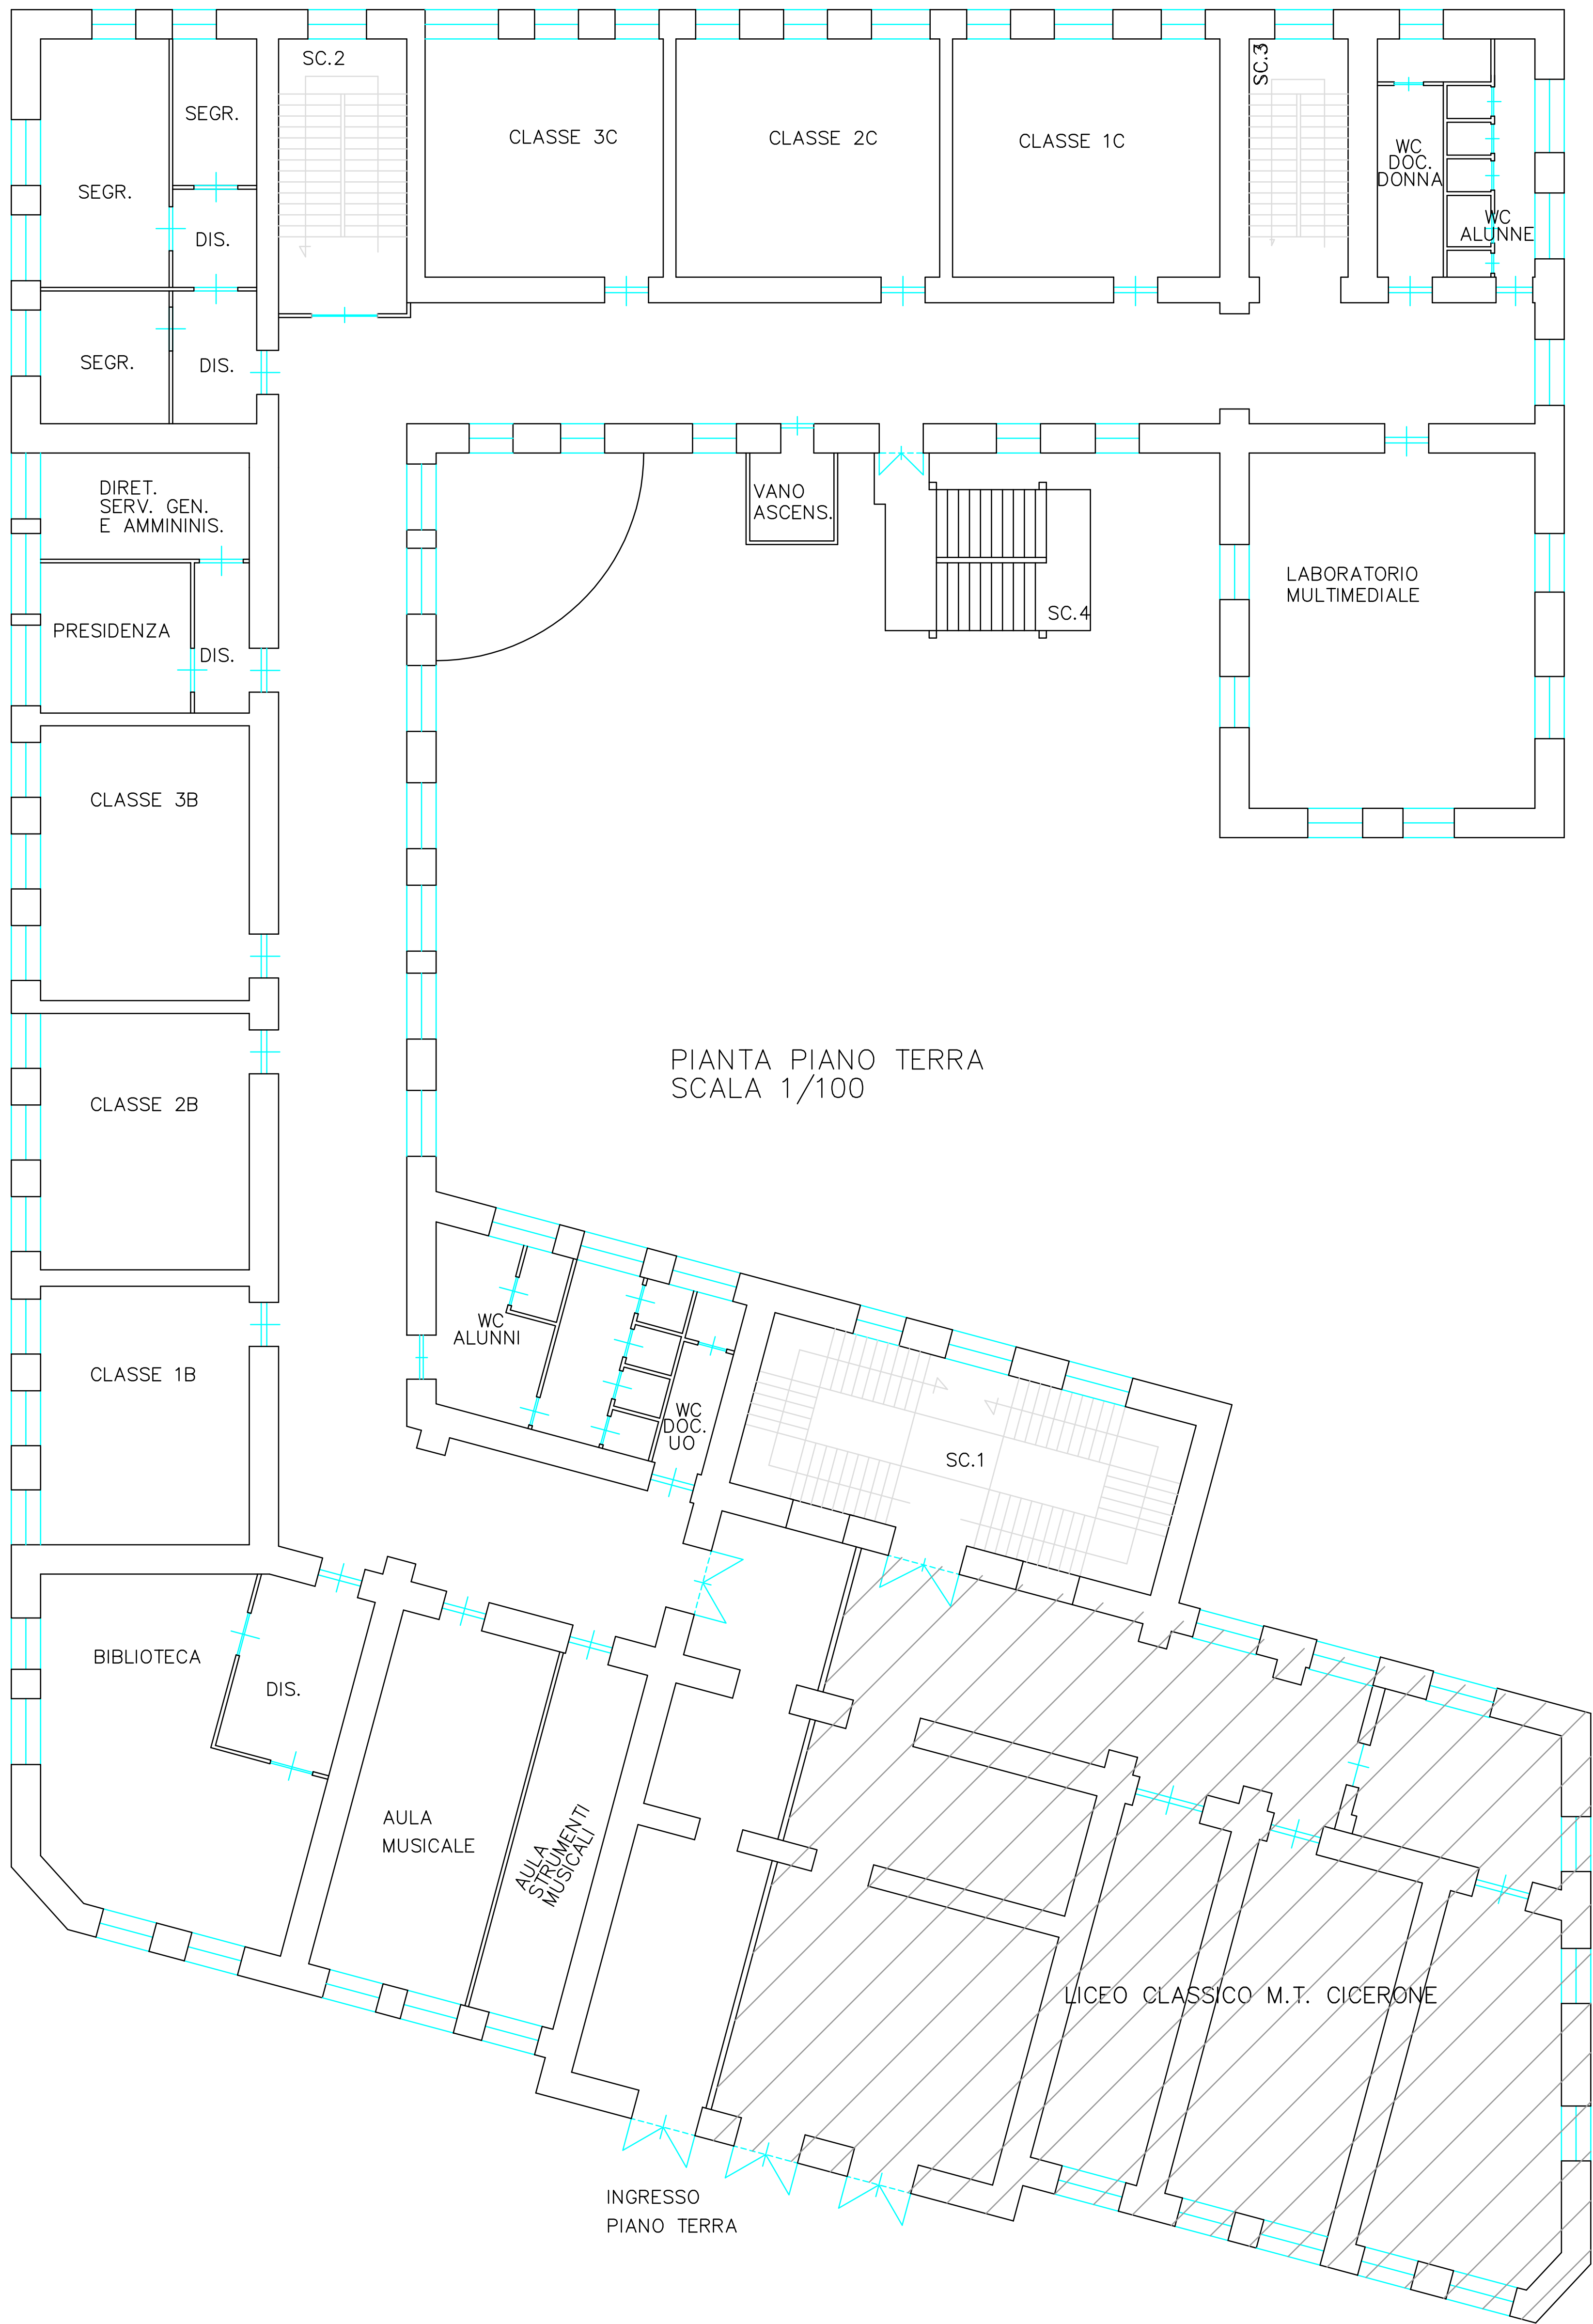 SC.2
SC.3
SEGR.
CLASSE 3C
CLASSE 2C
CLASSE 1C
WC
DOC.
DONNA
SEGR.
WC
ALUNNE
DIS.
SEGR.
DIS.
DIRET.
SERV. GEN.
E AMMININIS.
VANO
ASCENS.
LABORATORIO
MULTIMEDIALE
SC.4
PRESIDENZA
DIS.
CLASSE 3B
PIANTA PIANO TERRA
SCALA 1/100
CLASSE 2B
WC
ALUNNI
CLASSE 1B
WC
DOC.
UO
SC.1
BIBLIOTECA
DIS.
AULA
MUSICALE
AULA
STRUMENTI
MUSICALI
LICEO CLASSICO M.T. CICERONE
INGRESSO
PIANO TERRA